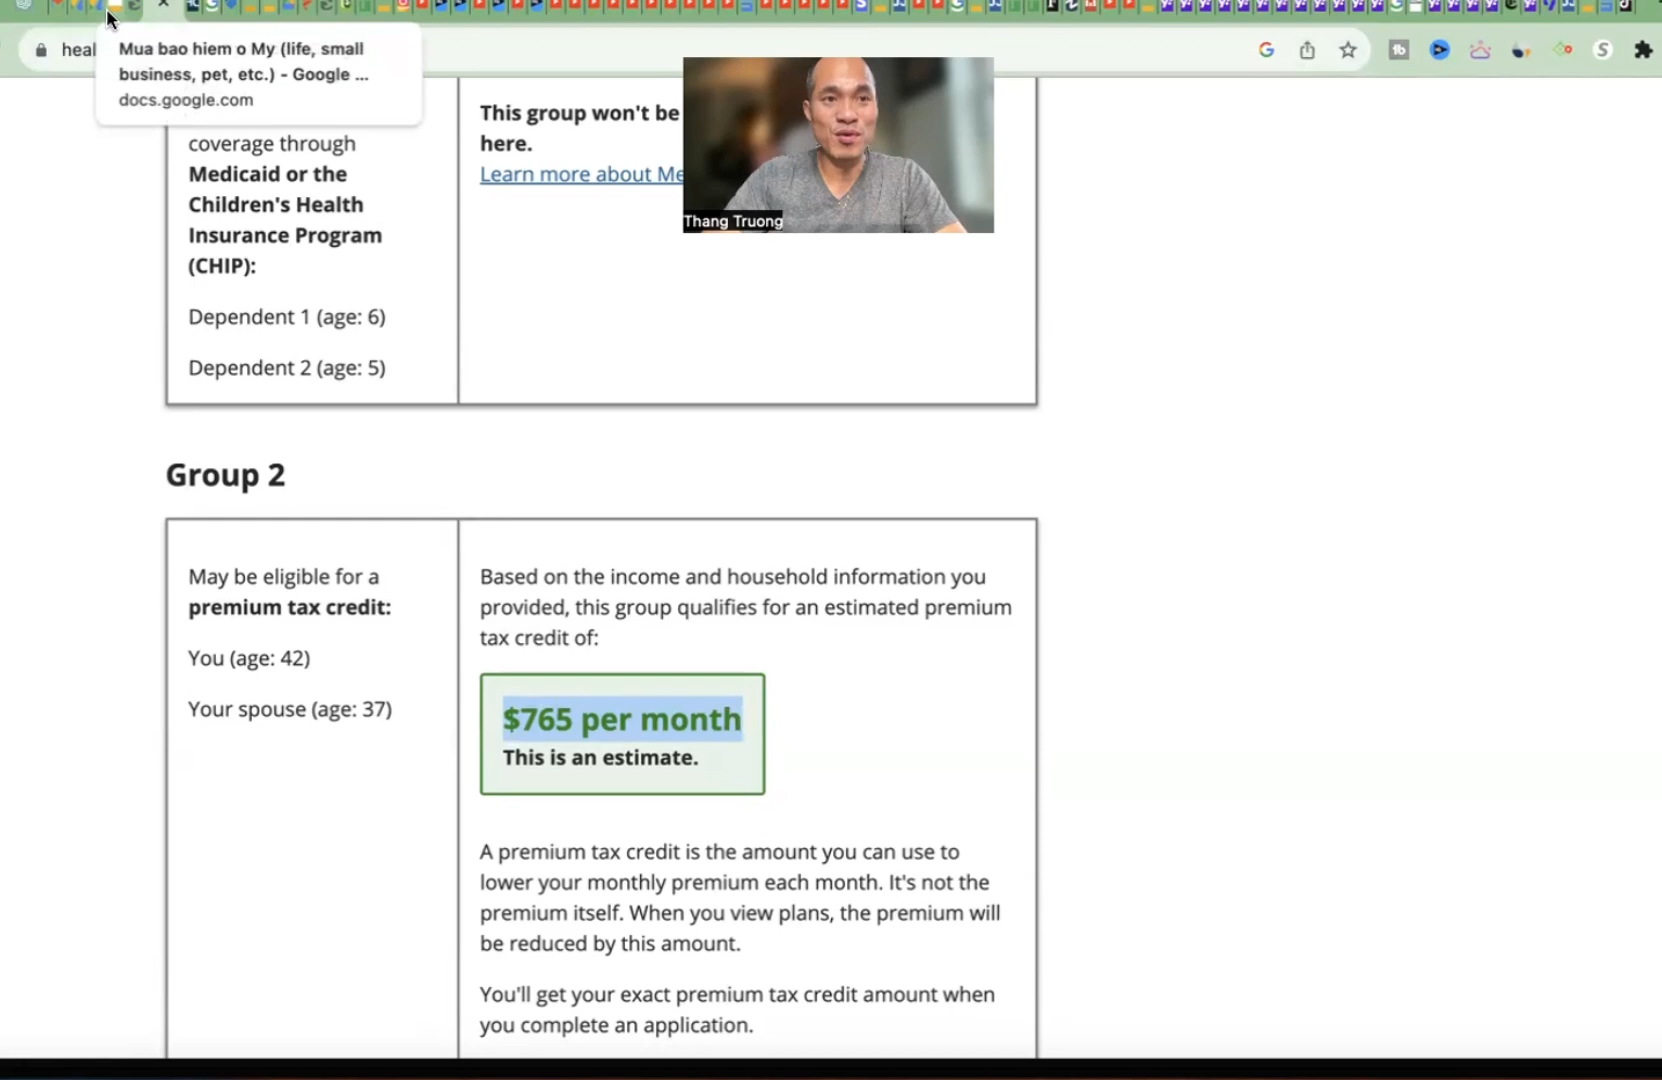 heal
Mua bao hiem o My (life, small
business, pet, etc.) - Google ...
docs.google.com
coverage through
Medicaid or the
Children's Health
Insurance Program
(CHIP):
Dependent 1 (age: 6)
Dependent 2 (age: 5)
This group won't be
here.
Learn more about Me
Thang Truong
Group 2
May be eligible for a
premium tax credit:
You (age: 42)
Your spouse (age: 37)
Based on the income and household information you
provided, this group qualifies for an estimated premium
tax credit of:
$765 per month
This is an estimate.
A premium tax credit is the amount you can use to
lower your monthly premium each month. It's not the
premium itself. When you view plans, the premium will
be reduced by this amount.
You'll get your exact premium tax credit amount when
you complete an application.